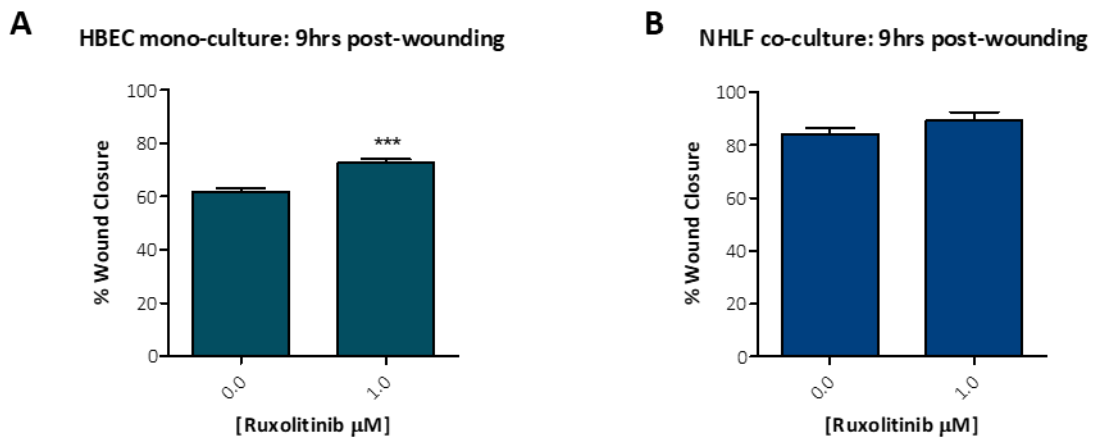 A
HBEC mono-culture: 9hrs post-wounding
% Wound Closure
100
80
60
40
20
0
***
0.0
1.0
[Ruxolitinib μM]
B
NHLF co-culture: 9hrs post-wounding
% Wound Closure
100
80
60
40
20
0
0.0
1.0
[Ruxolitinib μM]